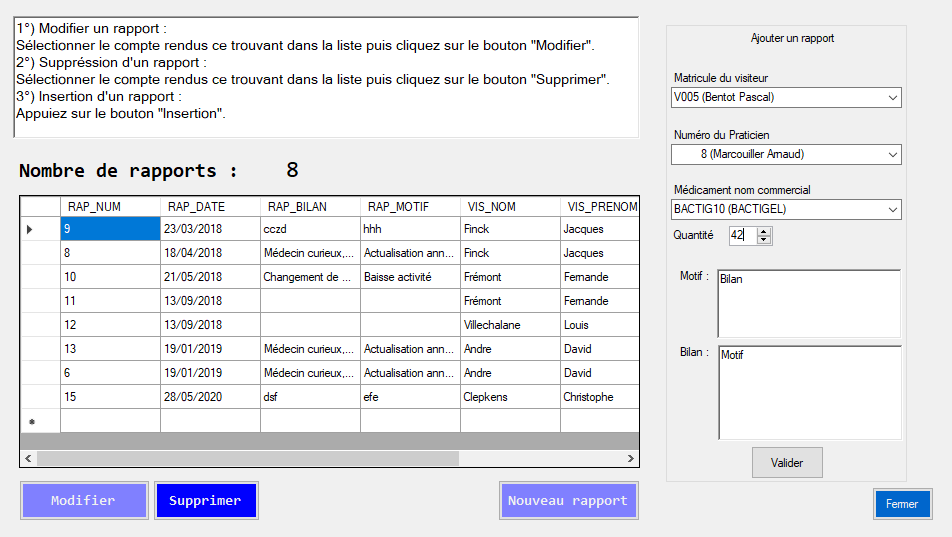 1°) Modifier un rapport :
Sélectionner le compte rendus ce trouvant dans la liste puis cliquez sur le bouton "Modifier".
2°) Suppréssion d'un rapport :
Sélectionner le compte rendus ce trouvant dans la liste puis cliquez sur le bouton "Supprimer".
3°) Insertion d'un rapport :
Appuiez sur le bouton "Insertion".
Nombre de rapports : 8
RAP_NUM RAP_DATE RAP_BILAN RAP_MOTIF VIS_NOM VIS_PRENOM
9 23/03/2018 cczd hhh Finck Jacques
8 18/04/2018 Médecin curieux,... Actualisation ann... Finck Jacques
10 21/05/2018 Changement de ... Baisse activité Frémont Fernande
11 13/09/2018 Frémont Fernande
12 13/09/2018 Villechalane Louis
13 19/01/2019 Médecin curieux,... Actualisation ann... Andre David
6 19/01/2019 Médecin curieux,... Actualisation ann... Andre David
15 28/05/2020 dsf efe Clepkens Christophe
Modifier Supprimer Nouveau rapport
Ajouter un rapport
Matricule du visiteur
V005 (Bentot Pascal)
Numéro du Praticien
8 (Marcouiller Arnaud)
Médicament nom commercial
BACTIG10 (BACTIGEL)
Quantité 42
Motif : Bilan
Bilan : Motif
Valider
Fermer